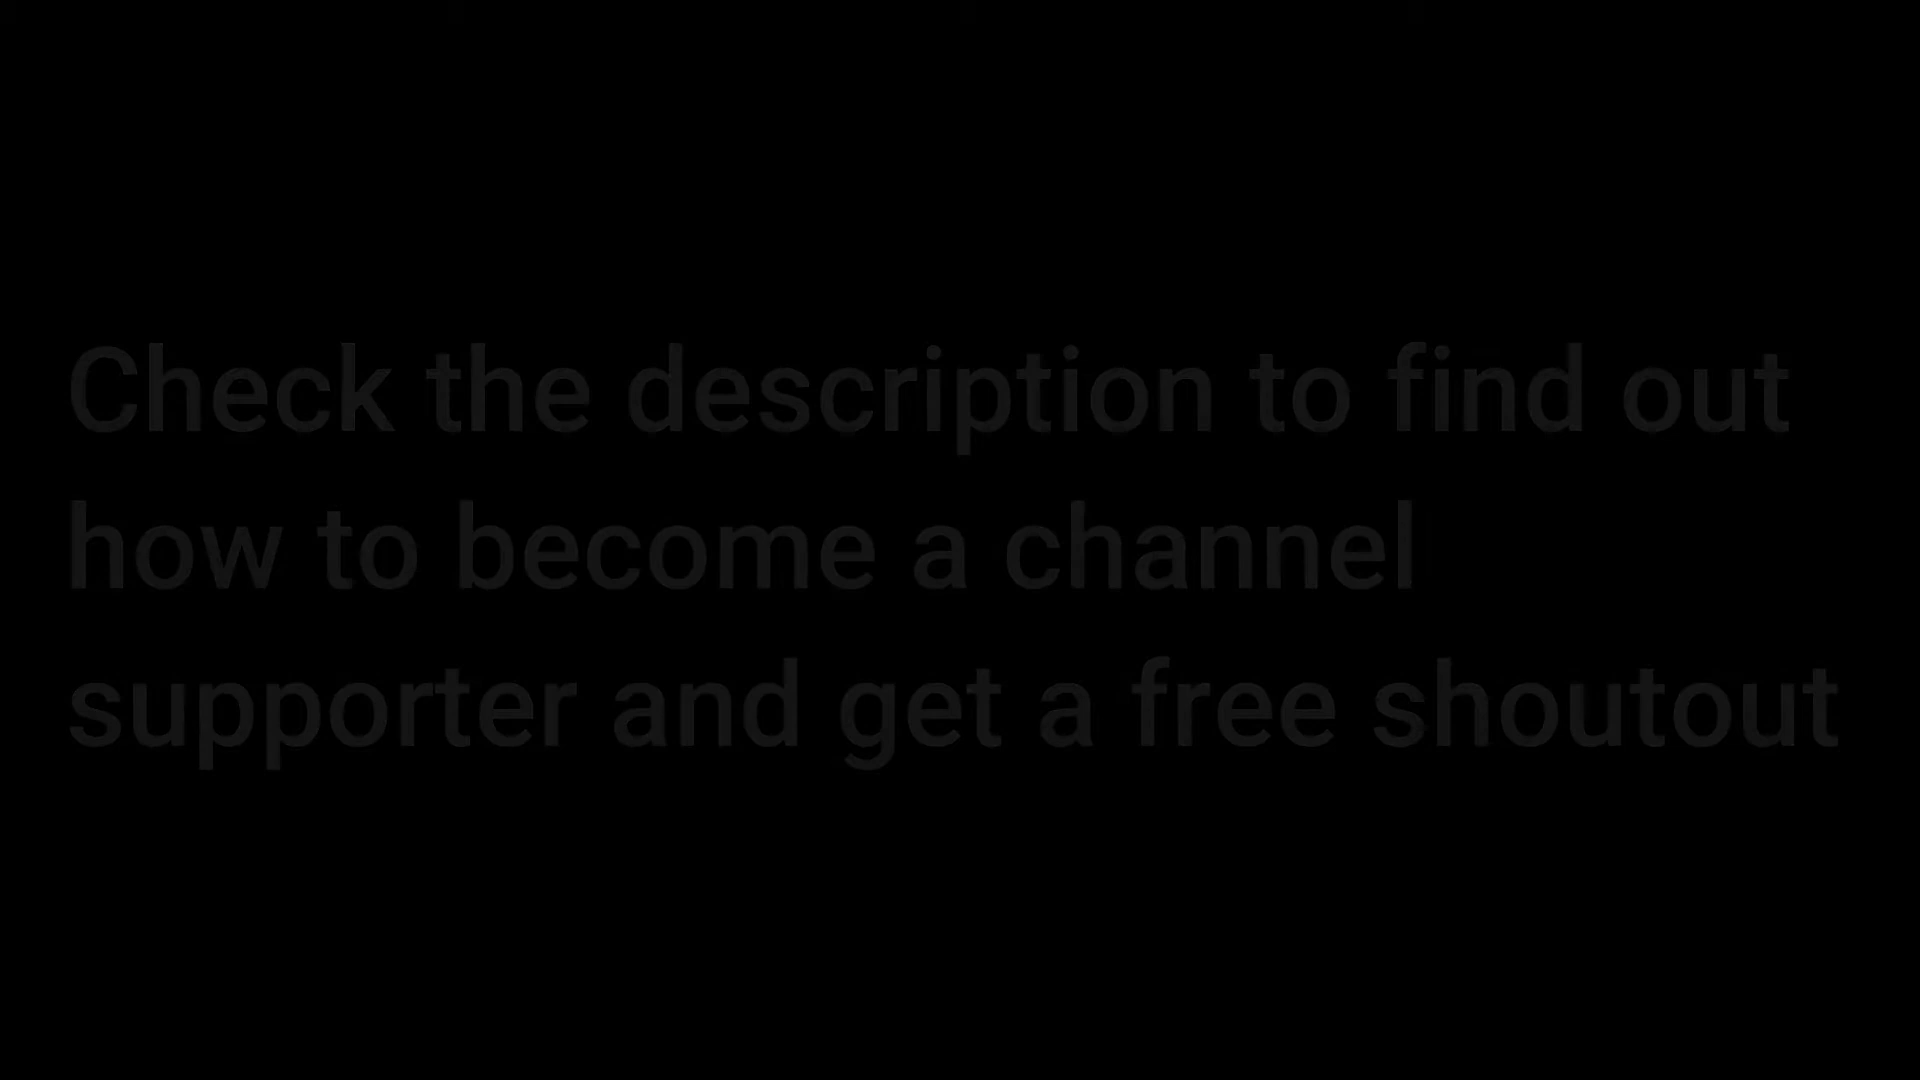 Check the description to find out
how to become a channel
supporter and get a free shoutout